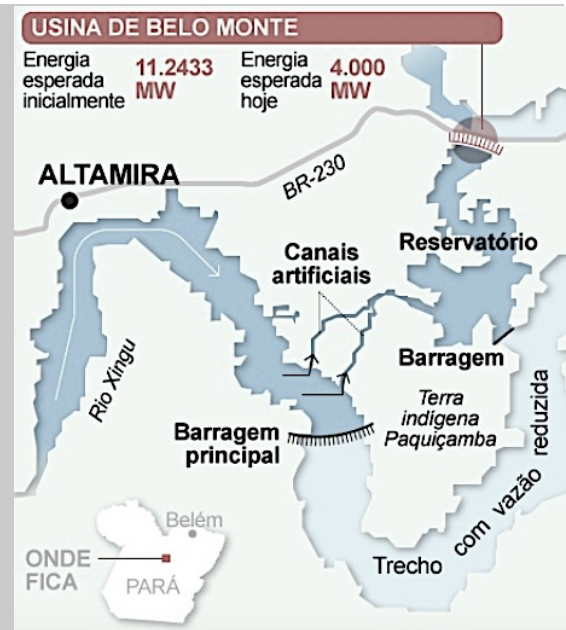 USINA DE BELO MONTE
Energia
esperada
inicialmente
11.2433
MW
Energia
esperada
hoje
4.000
MW
ALTAMIRA
BR-230
Canais
artificiais
Reservatório
Rio Xingu
Barragem
Terra
indígena
Paquiçamba
Barragem
principal
Trecho com vazão reduzida
Belém
ONDE
FICA
PARÁ